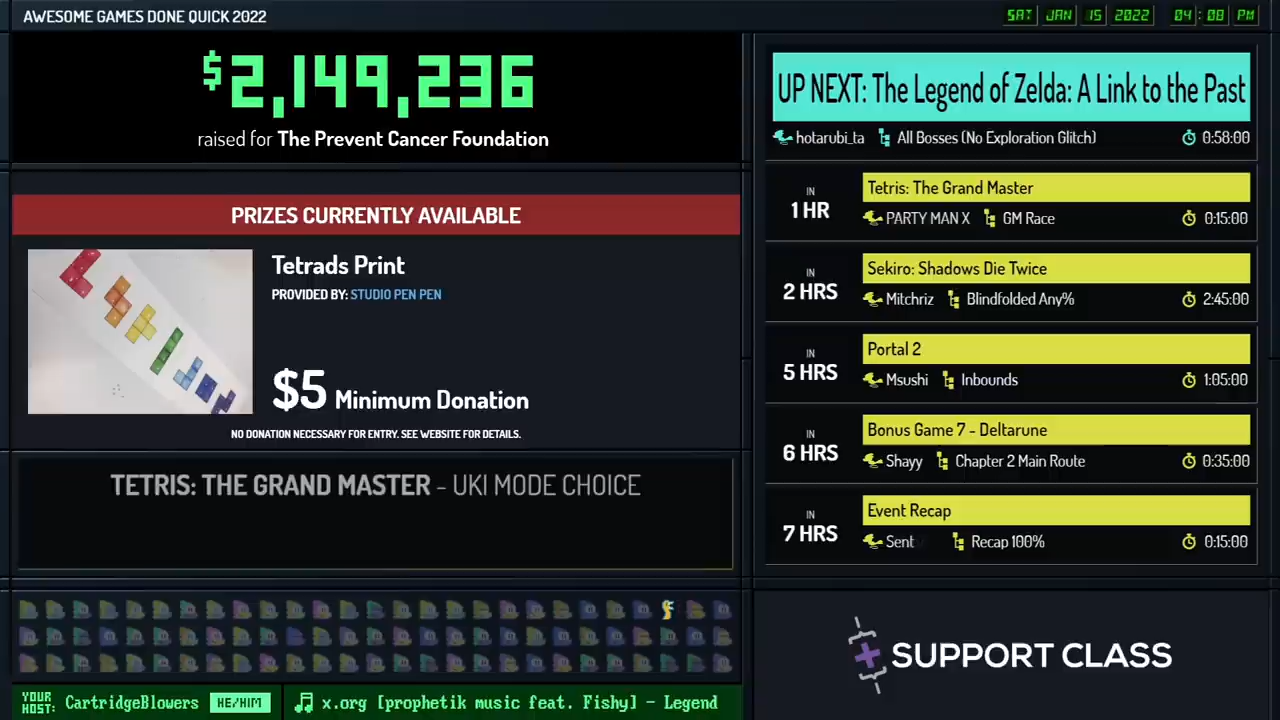 AWESOME GAMES DONE QUICK 2022
SAT JAN 15 2022 04:08 PM
$2,149,236
raised for The Prevent Cancer Foundation
PRIZES CURRENTLY AVAILABLE
Tetrads Print
PROVIDED BY: STUDIO PEN PEN
$5 Minimum Donation
NO DONATION NECESSARY FOR ENTRY. SEE WEBSITE FOR DETAILS.
TETRIS: THE GRAND MASTER - UKI MODE CHOICE
YOUR HOST: CartridgeBlowers HE/HIM
x.org [prophetik music feat. Fishy] - Legend
UP NEXT: The Legend of Zelda: A Link to the Past
hotarubi_ta All Bosses (No Exploration Glitch) 0:58:00
IN 1 HR
Tetris: The Grand Master
PARTY MAN X GM Race 0:15:00
IN 2 HRS
Sekiro: Shadows Die Twice
Mitchriz Blindfolded Any% 2:45:00
IN 5 HRS
Portal 2
Msushi Inbounds 1:05:00
IN 6 HRS
Bonus Game 7 - Deltarune
Shayy Chapter 2 Main Route 0:35:00
IN 7 HRS
Event Recap
Sent Recap 100% 0:15:00
SUPPORT CLASS